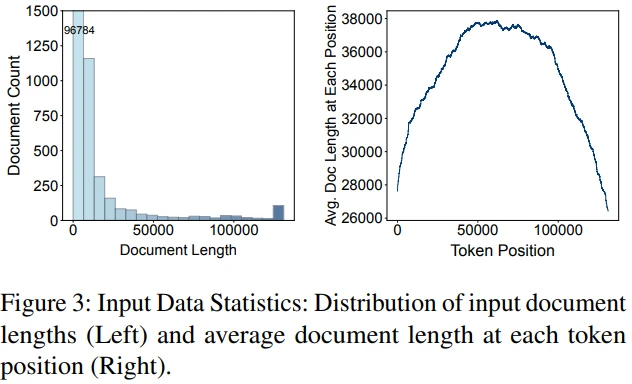 1500
1250
1000
750
500
250
0
96784
Document Count
0 50000 100000
Document Length
38000
36000
34000
32000
30000
28000
26000
Avg. Doc Length at Each Position
0 50000 100000
Token Position
Figure 3: Input Data Statistics: Distribution of input document
lengths (Left) and average document length at each token
position (Right).